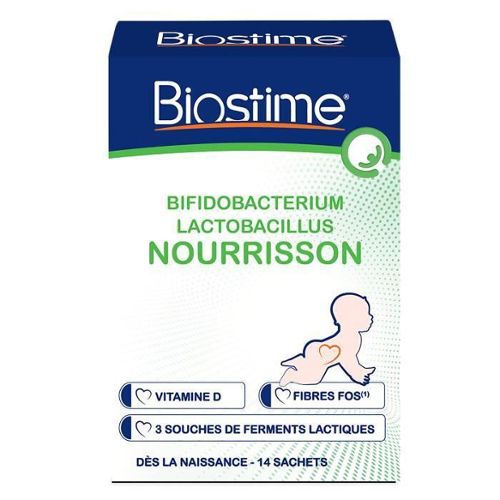 Biostime
Biostime®
BIFIDOBACTERIUM
LACTOBACILLUS
NOURRISSON
VITAMINE D
FIBRES FOS(1)
3 SOUCHES DE FERMENTS LACTIQUES
DÈS LA NAISSANCE - 14 SACHETS